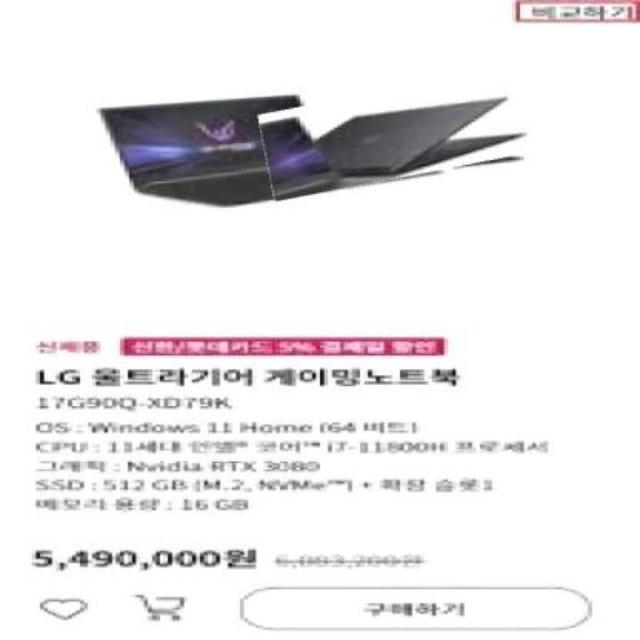 비교하기
신제품 신한/롯데카드 5% 결제일 할인
LG 울트라기어 게이밍노트북
17G90Q-XD79K
OS : Windows 11 Home (64 비트)
CPU : 11세대 인텔® 코어™ i7-11800H 프로세서
그래픽 : Nvidia RTX 3080
SSD : 512 GB (M.2, NVMe™) + 확장 슬롯1
메모리 용량 : 16 GB
5,490,000원
구매하기